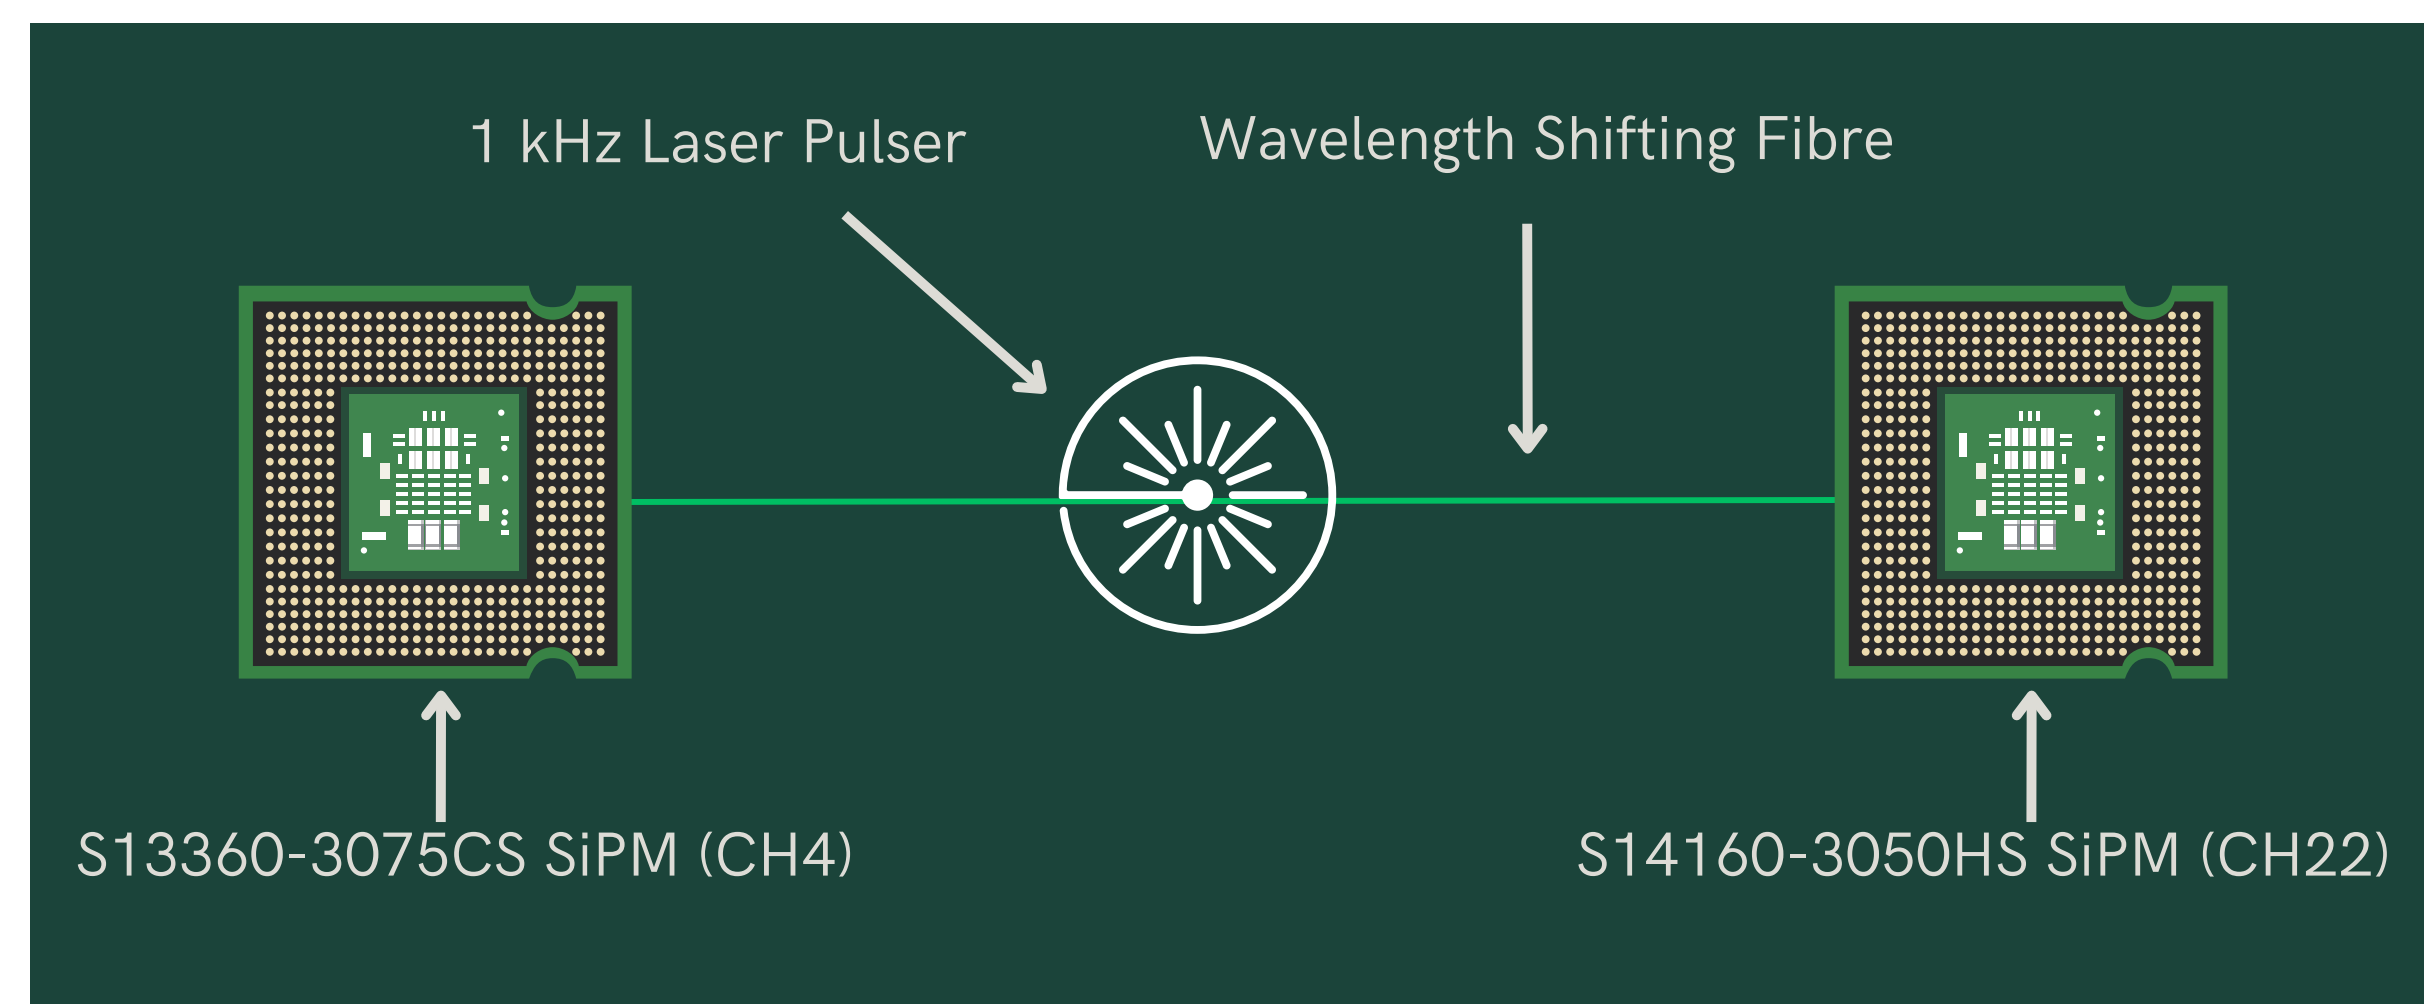 1 kHz Laser Pulser
Wavelength Shifting Fibre
S13360-3075CS SiPM (CH4)
S14160-3050HS SiPM (CH22)